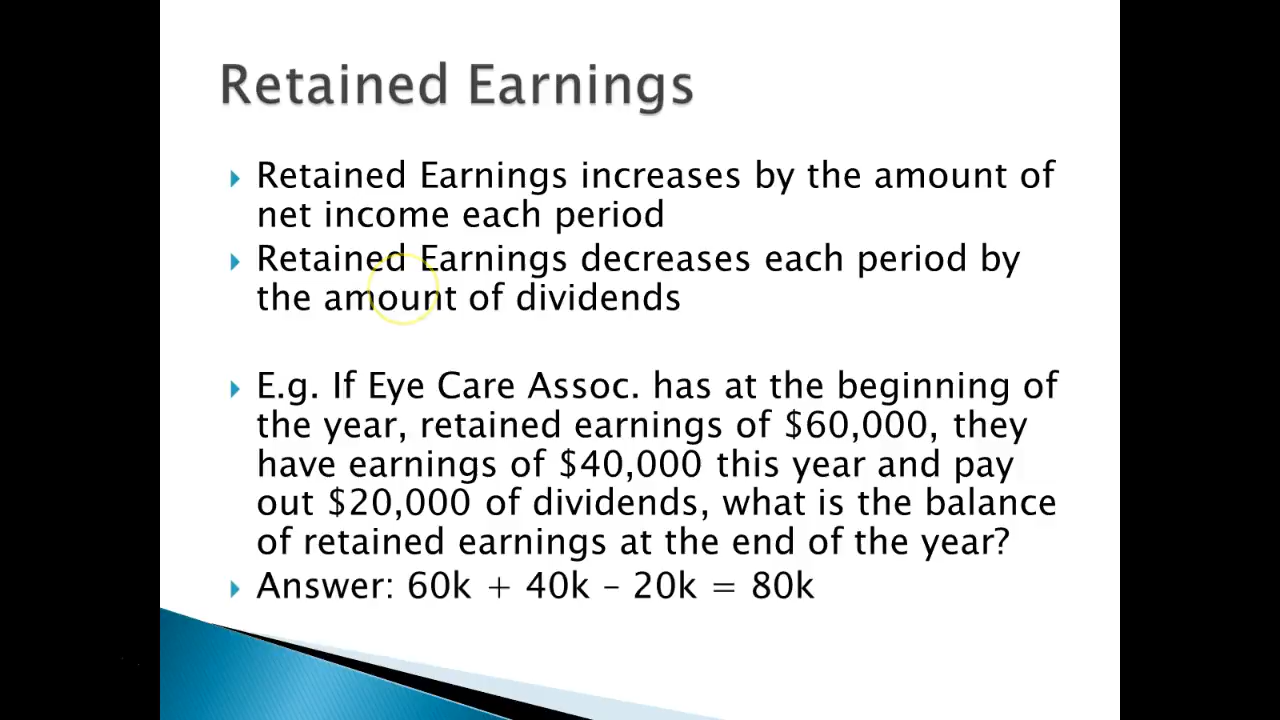 Retained Earnings
Retained Earnings increases by the amount of
net income each period
Retained Earnings decreases each period by
the amount of dividends
E.g. If Eye Care Assoc. has at the beginning of
the year, retained earnings of $60,000, they
have earnings of $40,000 this year and pay
out $20,000 of dividends, what is the balance
of retained earnings at the end of the year?
Answer: 60k + 40k – 20k = 80k